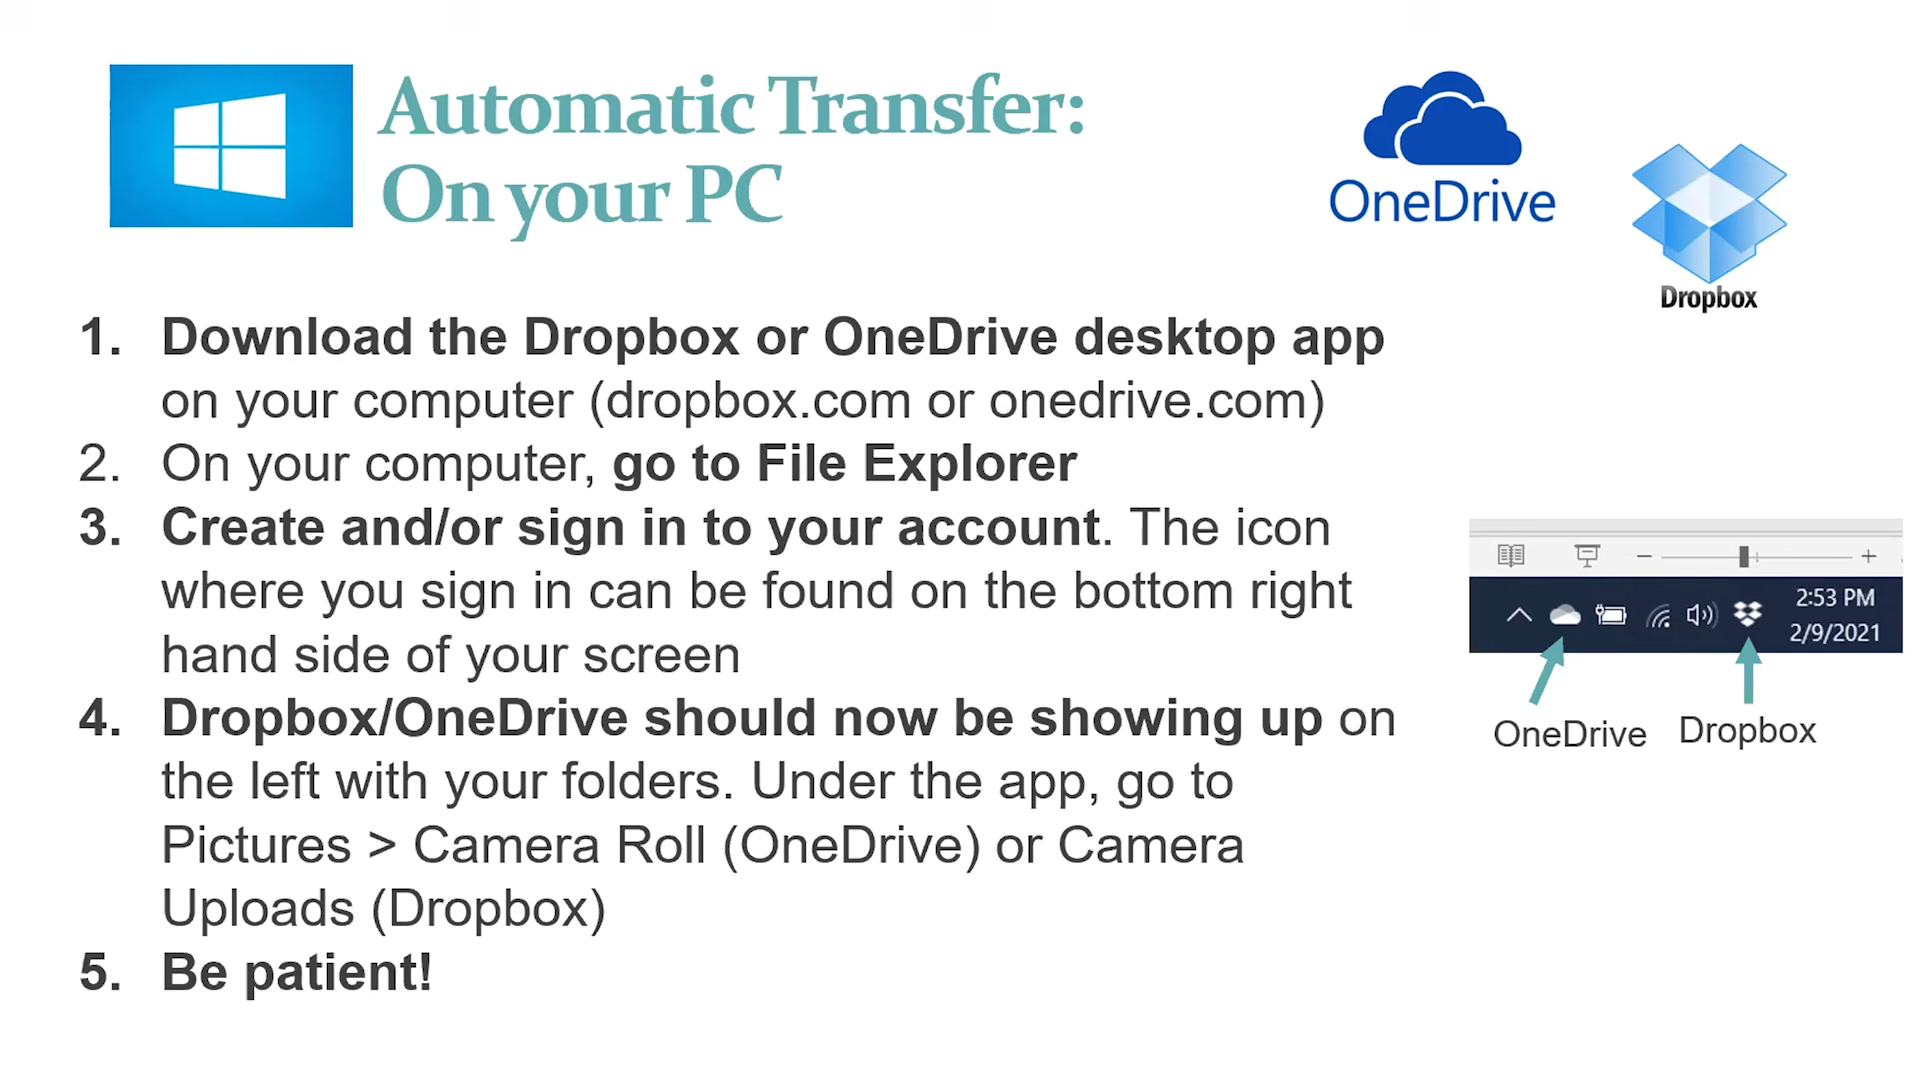 Automatic Transfer:
On your PC
OneDrive
Dropbox
1. Download the Dropbox or OneDrive desktop app
on your computer (dropbox.com or onedrive.com)
2. On your computer, go to File Explorer
3. Create and/or sign in to your account. The icon
where you sign in can be found on the bottom right
hand side of your screen
4. Dropbox/OneDrive should now be showing up on
the left with your folders. Under the app, go to
Pictures > Camera Roll (OneDrive) or Camera
Uploads (Dropbox)
5. Be patient!
2:53 PM
2/9/2021
OneDrive
Dropbox